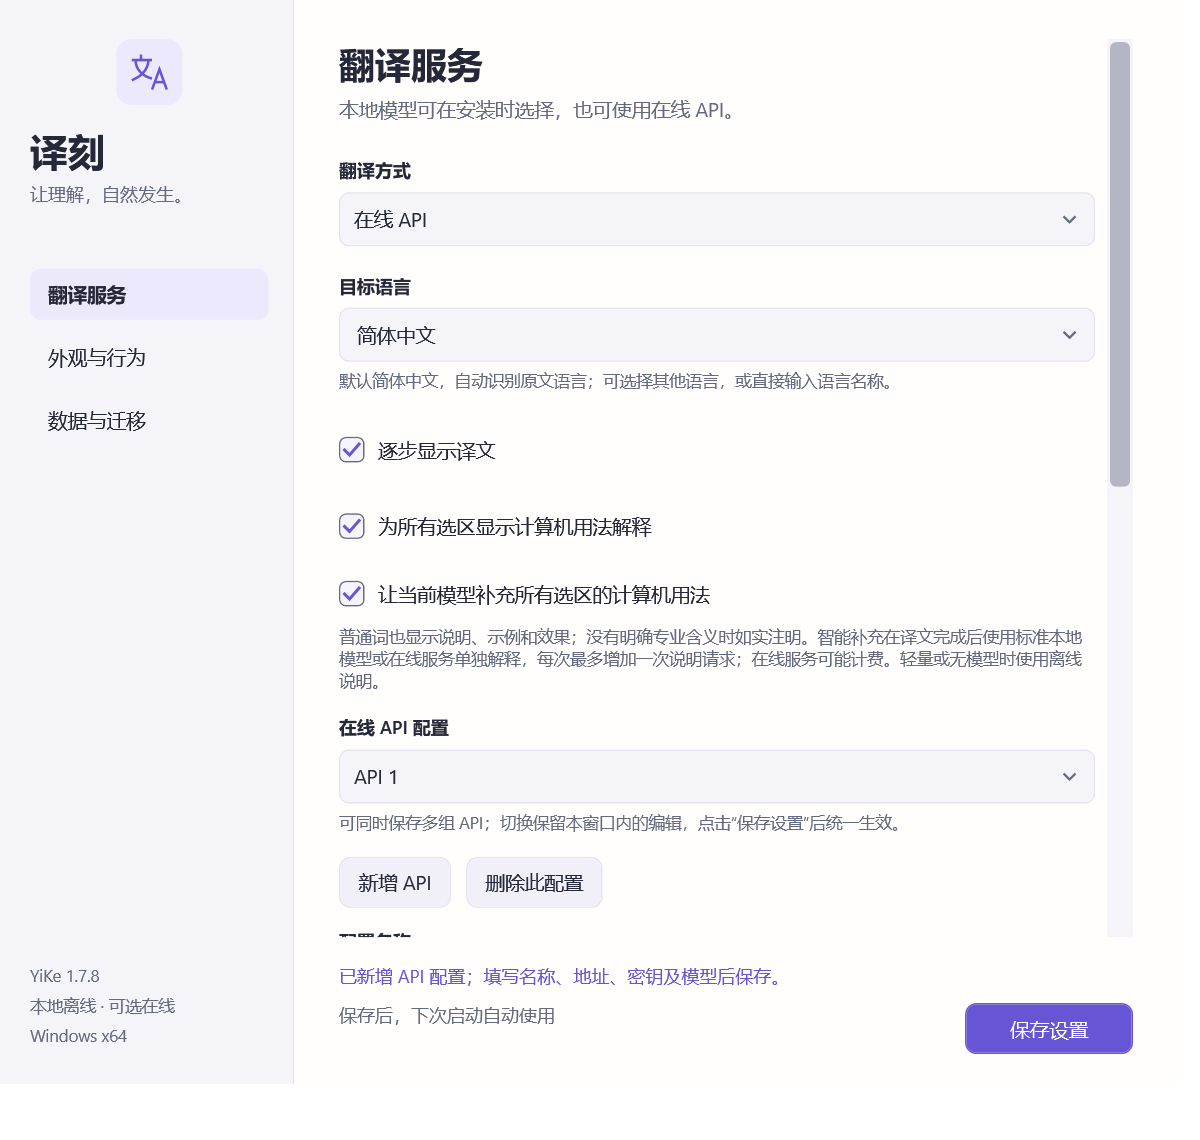 文A
译刻
让理解，自然发生。
翻译服务
外观与行为
数据与迁移
YiKe 1.7.8
本地离线 · 可选在线
Windows x64
翻译服务
本地模型可在安装时选择，也可使用在线 API。
翻译方式
在线 API
目标语言
简体中文
默认简体中文，自动识别原文语言；可选择其他语言，或直接输入语言名称。
逐步显示译文
为所有选区显示计算机用法解释
让当前模型补充所有选区的计算机用法
普通词也显示说明、示例和效果；没有明确专业含义时如实注明。智能补充在译文完成后使用标准本地
模型或在线服务单独解释，每次最多增加一次说明请求；在线服务可能计费。轻量或无模型时使用离线
说明。
在线 API 配置
API 1
可同时保存多组 API；切换保留本窗口内的编辑，点击“保存设置”后统一生效。
新增 API
删除此配置
配置名称
已新增 API 配置；填写名称、地址、密钥及模型后保存。
保存后，下次启动自动使用
保存设置